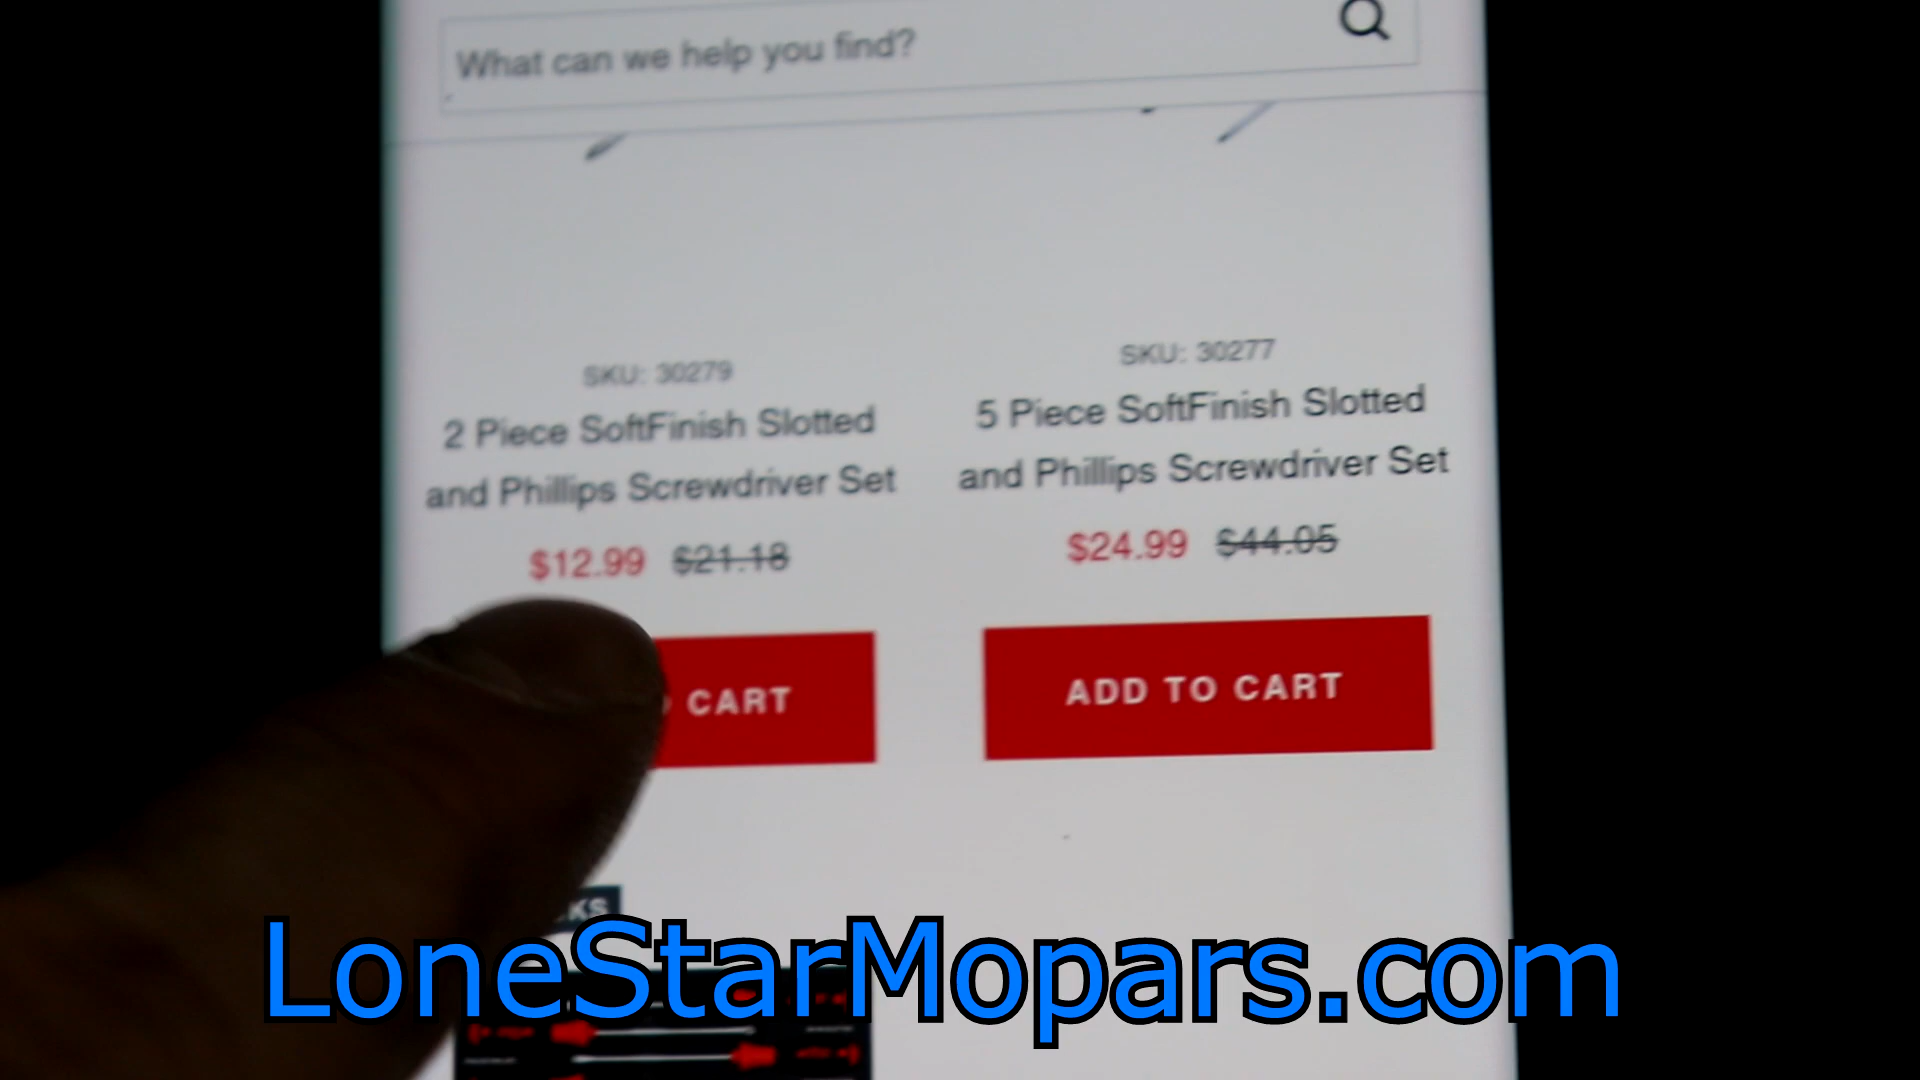 What can we help you find?
SKU: 30279
2 Piece SoftFinish Slotted
and Phillips Screwdriver Set
$12.99 $21.18
CART
SKU: 30277
5 Piece SoftFinish Slotted
and Phillips Screwdriver Set
$24.99 $44.05
ADD TO CART
KS
LoneStarMopars.com